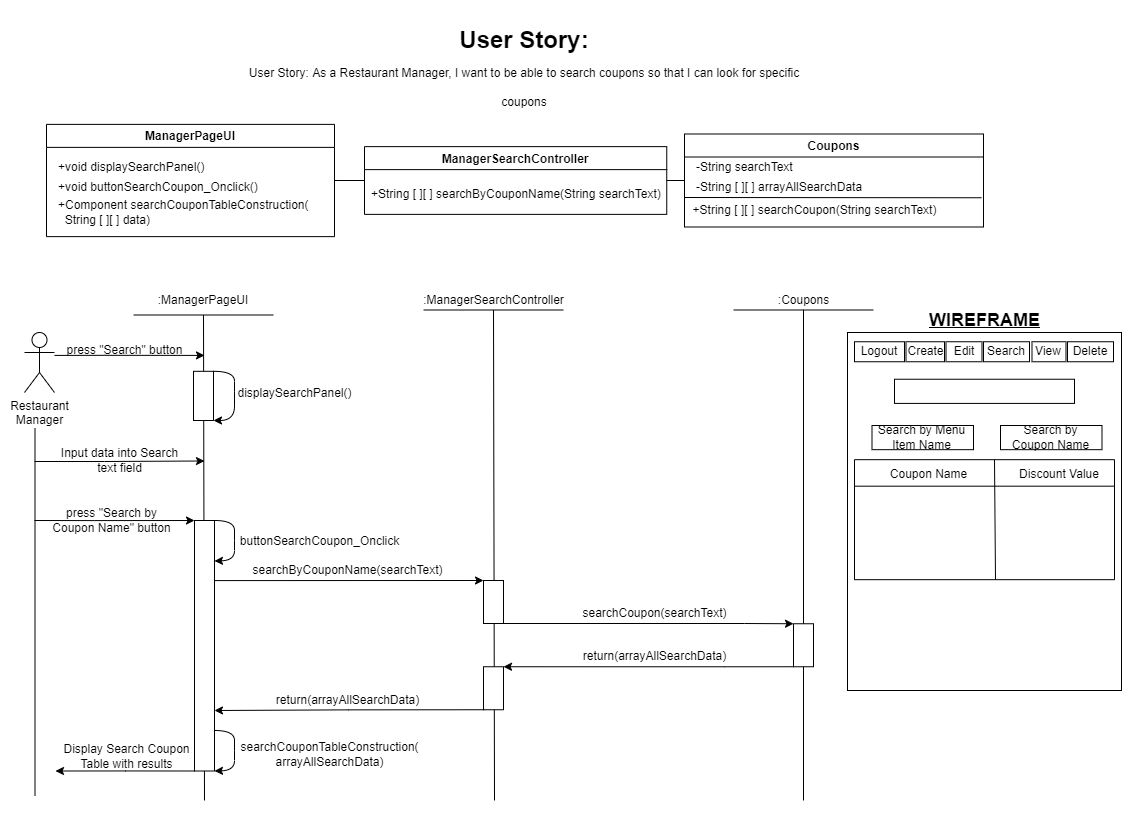 User Story:
User Story: As a Restaurant Manager, I want to be able to search coupons so that I can look for specific
coupons
ManagerPageUI
+void displaySearchPanel()
+void buttonSearchCoupon_Onclick()
+Component searchCouponTableConstruction(
String [ ][ ] data)
ManagerSearchController
+String [ ][ ] searchByCouponName(String searchText)
Coupons
-String searchText
-String [ ][ ] arrayAllSearchData
+String [ ][ ] searchCoupon(String searchText)
:ManagerPageUI
:ManagerSearchController
:Coupons
press "Search" button
Restaurant
Manager
displaySearchPanel()
Input data into Search
text field
press "Search by
Coupon Name" button
buttonSearchCoupon_Onclick
searchByCouponName(searchText)
searchCoupon(searchText)
return(arrayAllSearchData)
return(arrayAllSearchData)
searchCouponTableConstruction(
arrayAllSearchData)
Display Search Coupon
Table with results
WIREFRAME
Logout Create Edit Search View Delete
Search by Menu
Item Name
Search by
Coupon Name
Coupon Name Discount Value